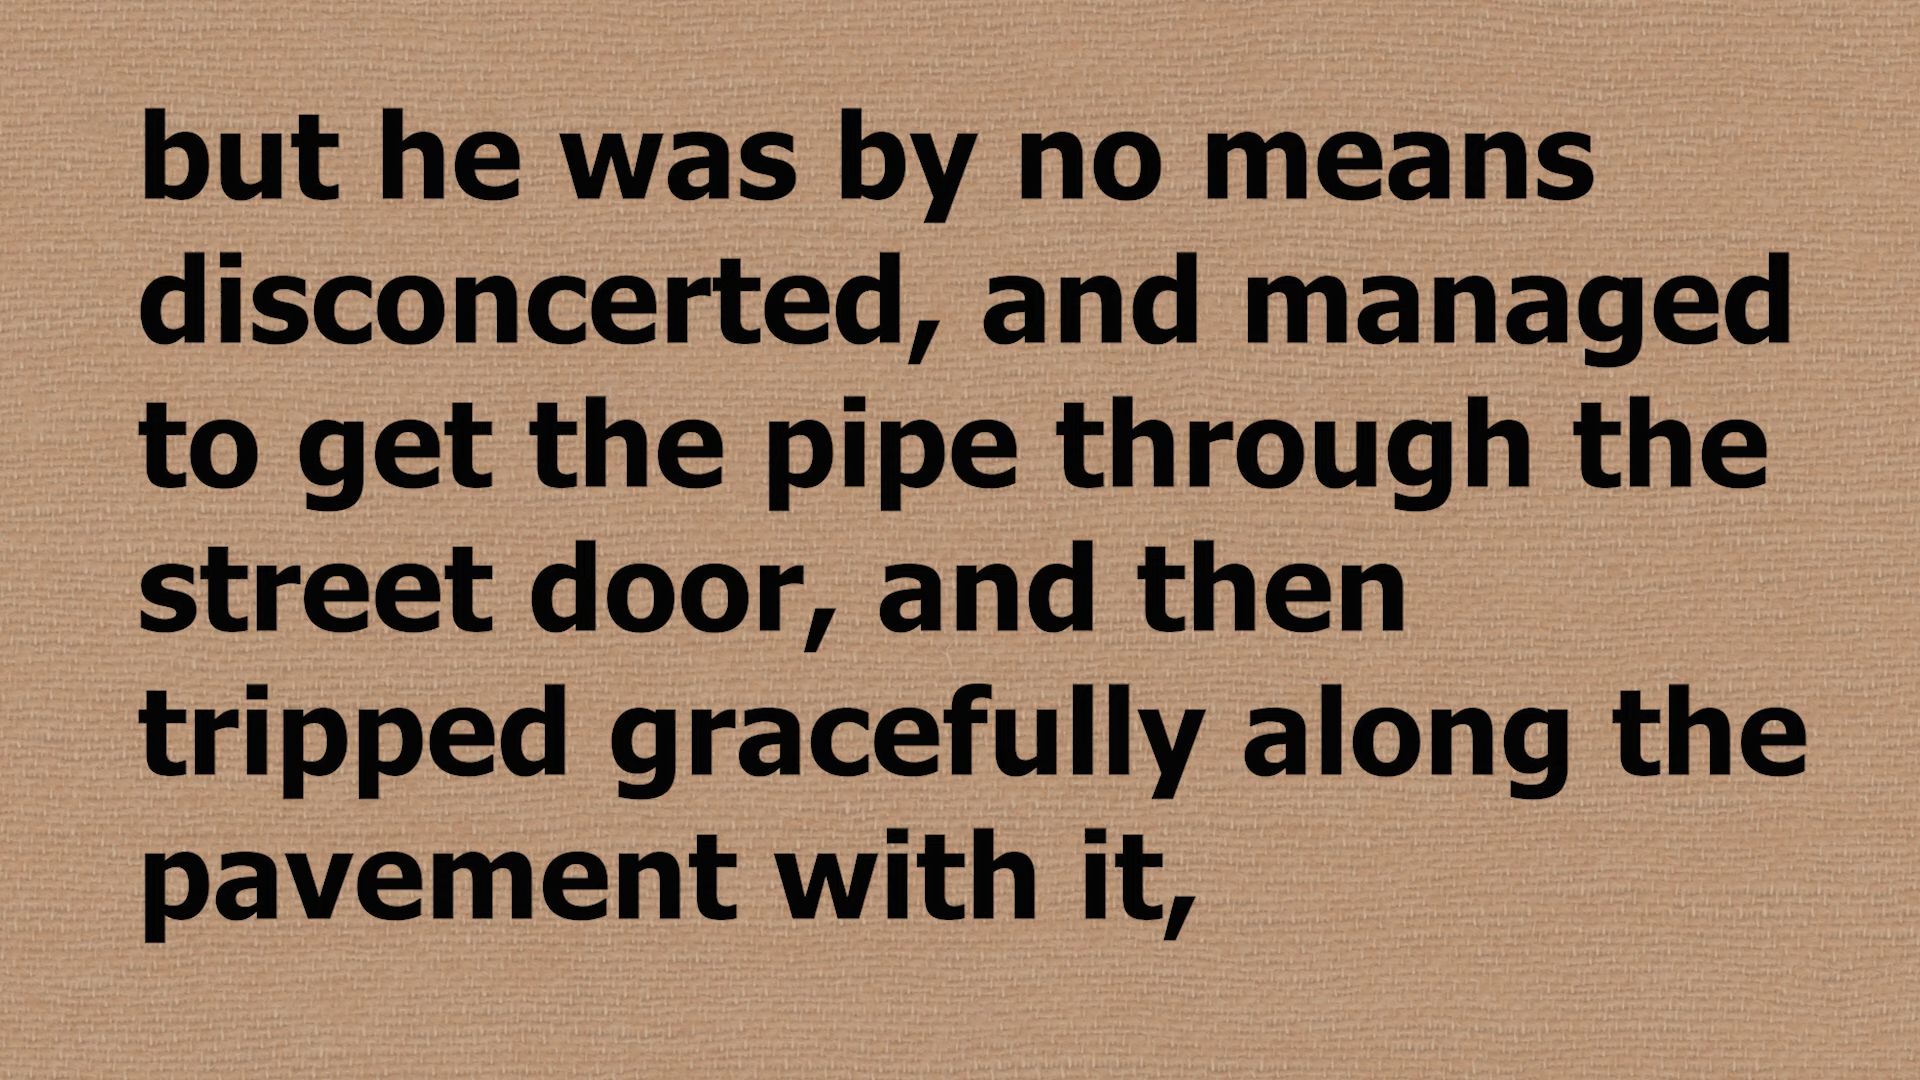 but he was by no means
disconcerted, and managed
to get the pipe through the
street door, and then
tripped gracefully along the
pavement with it,